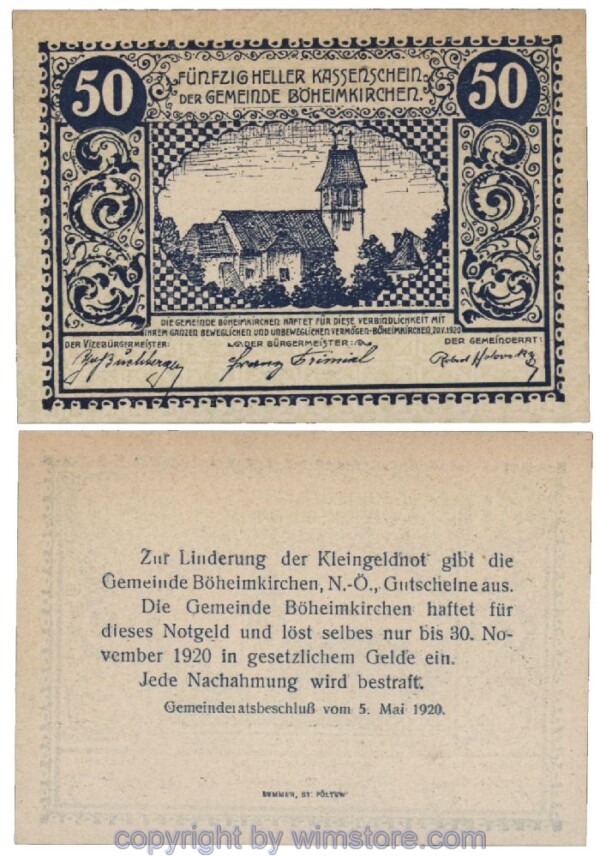 50
50
FÜNFZIG HELLER KASSENSCHEIN
DER GEMEINDE BÖHEIMKIRCHEN.
DIE GEMEINDE BÖHEIMKIRCHEN HAFTET FÜR DIESE VERBINDLICHKEIT MIT
IHREM GANZEN BEWEGLICHEN UND UNBEWEGLICHEN VERMÖGEN-BÖHEIMKIRCHEN, 20.V.1920
DER VIZEBÜRGERMEISTER:
DER BÜRGERMEISTER:
DER GEMEINDERAT:
Franz
Zur Linderung der Kleingeldnot gibt die
Gemeinde Böheimkirchen, N.-Ö., Gutscheine aus.
Die Gemeinde Böheimkirchen haftet für
dieses Notgeld und löst selbes nur bis 30. No-
vember 1920 in gesetzlichem Gelde ein.
Jede Nachahmung wird bestraft.
Gemeinderatsbeschluß vom 5. Mai 1920.
SUMMER, ST. PÖLTEN
copyright by wimstore.com